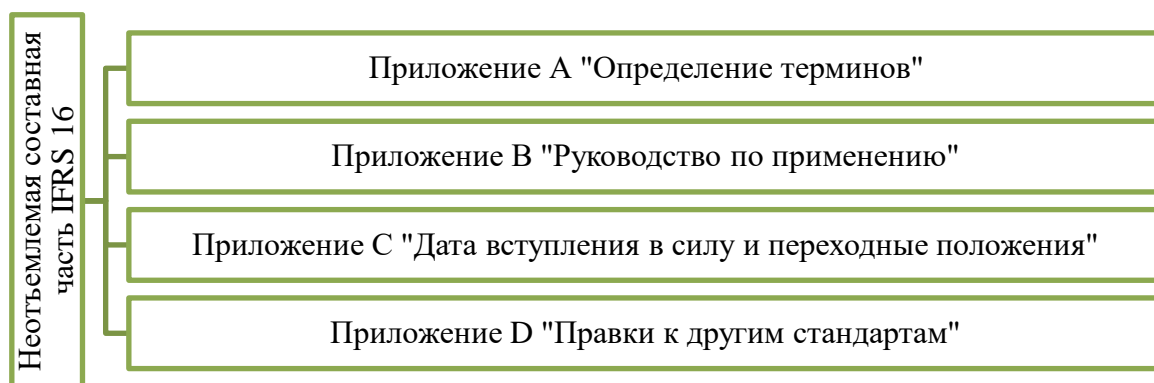 Неотъемлемая составная
часть IFRS 16
Приложение A "Определение терминов"
Приложение B "Руководство по применению"
Приложение C "Дата вступления в силу и переходные положения"
Приложение D "Правки к другим стандартам"